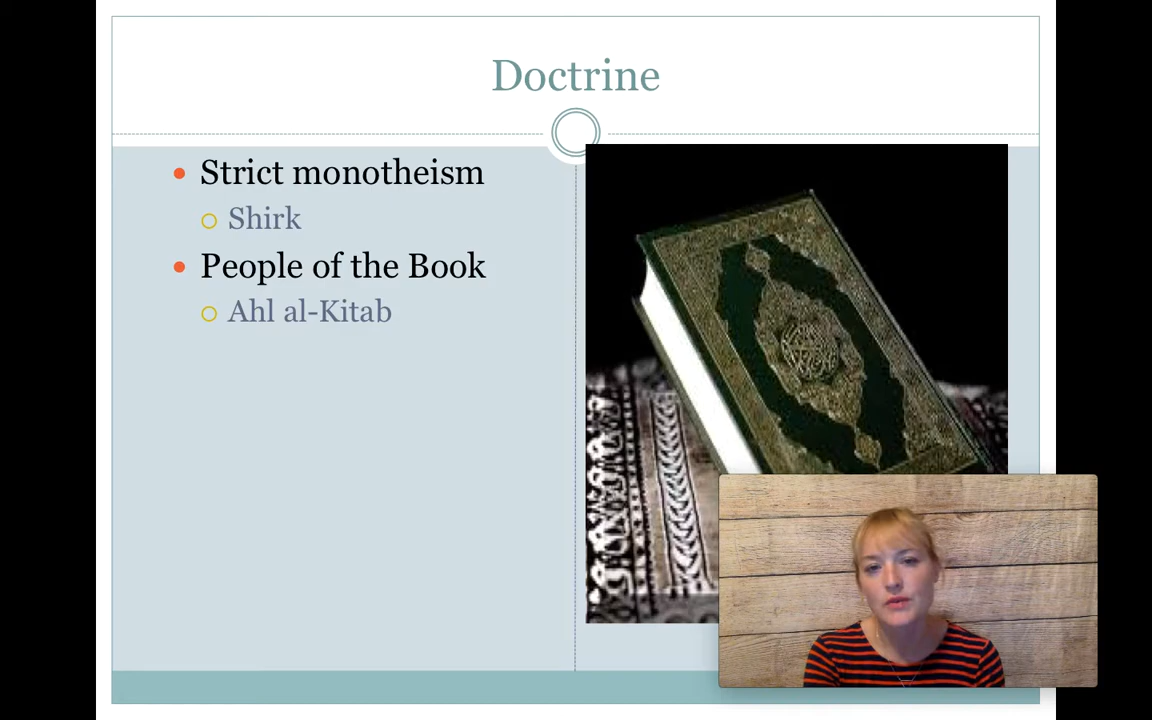 Doctrine
Strict monotheism
Shirk
People of the Book
Ahl al-Kitab